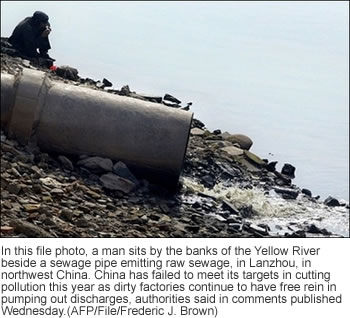 In this file photo, a man sits by the banks of the Yellow River
beside a sewage pipe emitting raw sewage, in Lanzhou, in
northwest China. China has failed to meet its targets in cutting
pollution this year as dirty factories continue to have free rein in
pumping out discharges, authorities said in comments published
Wednesday.(AFP/File/Frederic J. Brown)